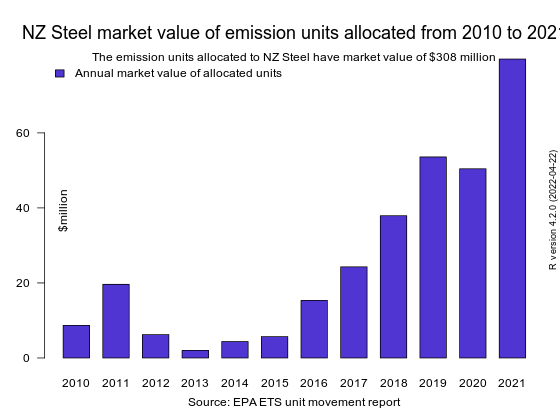 NZ Steel market value of emission units allocated from 2010 to 202
The emission units allocated to NZ Steel have market value of $308 million
Annual market value of allocated units
60
40
20
0
$million
R version 4.2.0 (2022-04-22)
2010 2011 2012 2013 2014 2015 2016 2017 2018 2019 2020 2021
Source: EPA ETS unit movement report